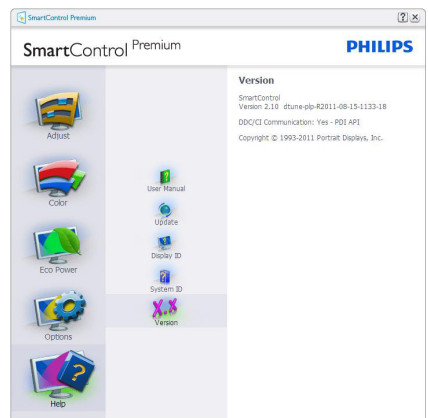 SmartControl Premium
SmartControl Premium
PHILIPS
Adjust
Color
Eco Power
Options
Help
User Manual
Update
Display ID
System ID
X.X
Version
Version
SmartControl
Version 2.10 dtune-plp-R2011-08-15-1133-18
DDC/CI Communication: Yes - PDI API
Copyright © 1993-2011 Portrait Displays, Inc.